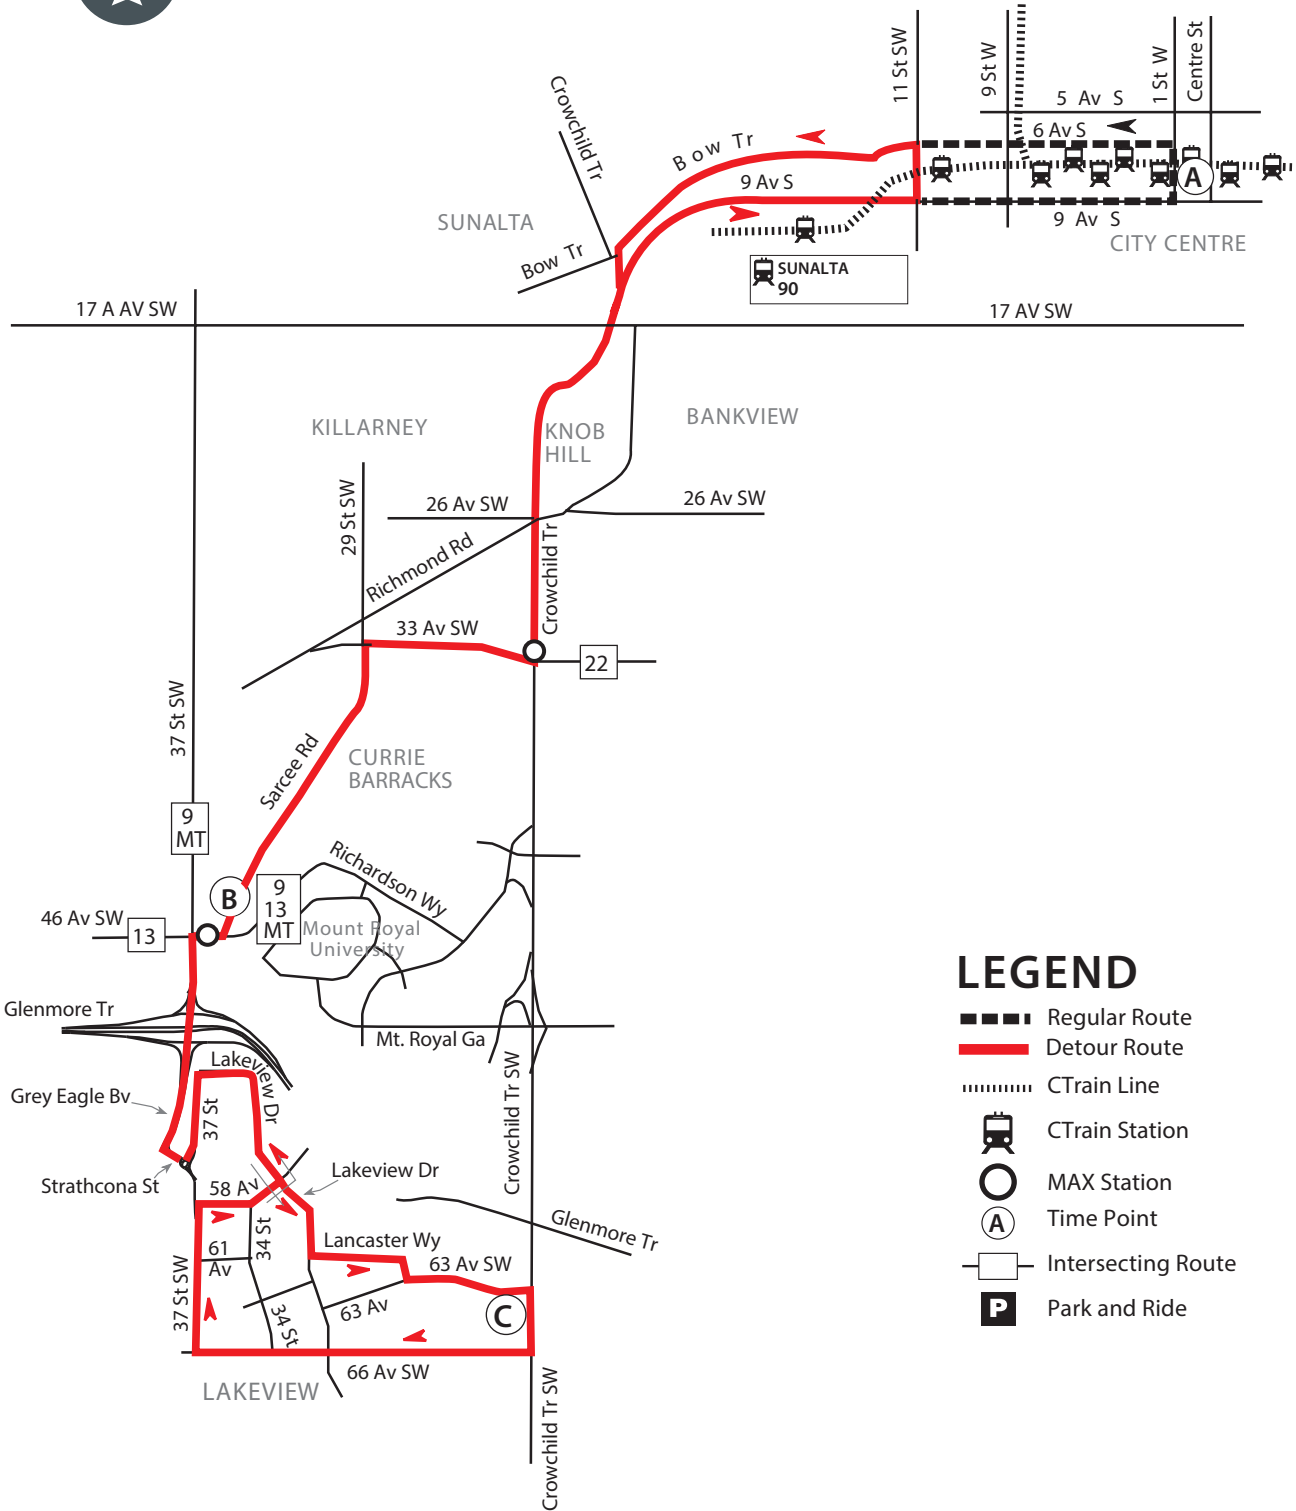 11 St SW
9 St W
1 St W
Centre St
5 Av S
6 Av S
Crowchild Tr
Bow Tr
9 Av S
A
9 Av S
CITY CENTRE
SUNALTA
Bow Tr
SUNALTA
90
17 A AV SW
17 AV SW
KILLARNEY
KNOB
HILL
BANKVIEW
29 St SW
26 Av SW
26 Av SW
Richmond Rd
Crowchild Tr
33 Av SW
22
37 St SW
Sarcee Rd
CURRIE
BARRACKS
9
MT
Richardson Wy
B
9
13
MT
46 Av SW
13
Mount Royal
University
Glenmore Tr
Mt. Royal Ga
Lakeview Dr
Crowchild Tr SW
Grey Eagle Bv
37 St
Strathcona St
58 Av
Lakeview Dr
34 St
Glenmore Tr
Lancaster Wy
61
Av
63 Av SW
37 St SW
34 St
63 Av
C
66 Av SW
LAKEVIEW
Crowchild Tr SW
LEGEND
Regular Route
Detour Route
CTrain Line
CTrain Station
MAX Station
A
Time Point
Intersecting Route
P
Park and Ride